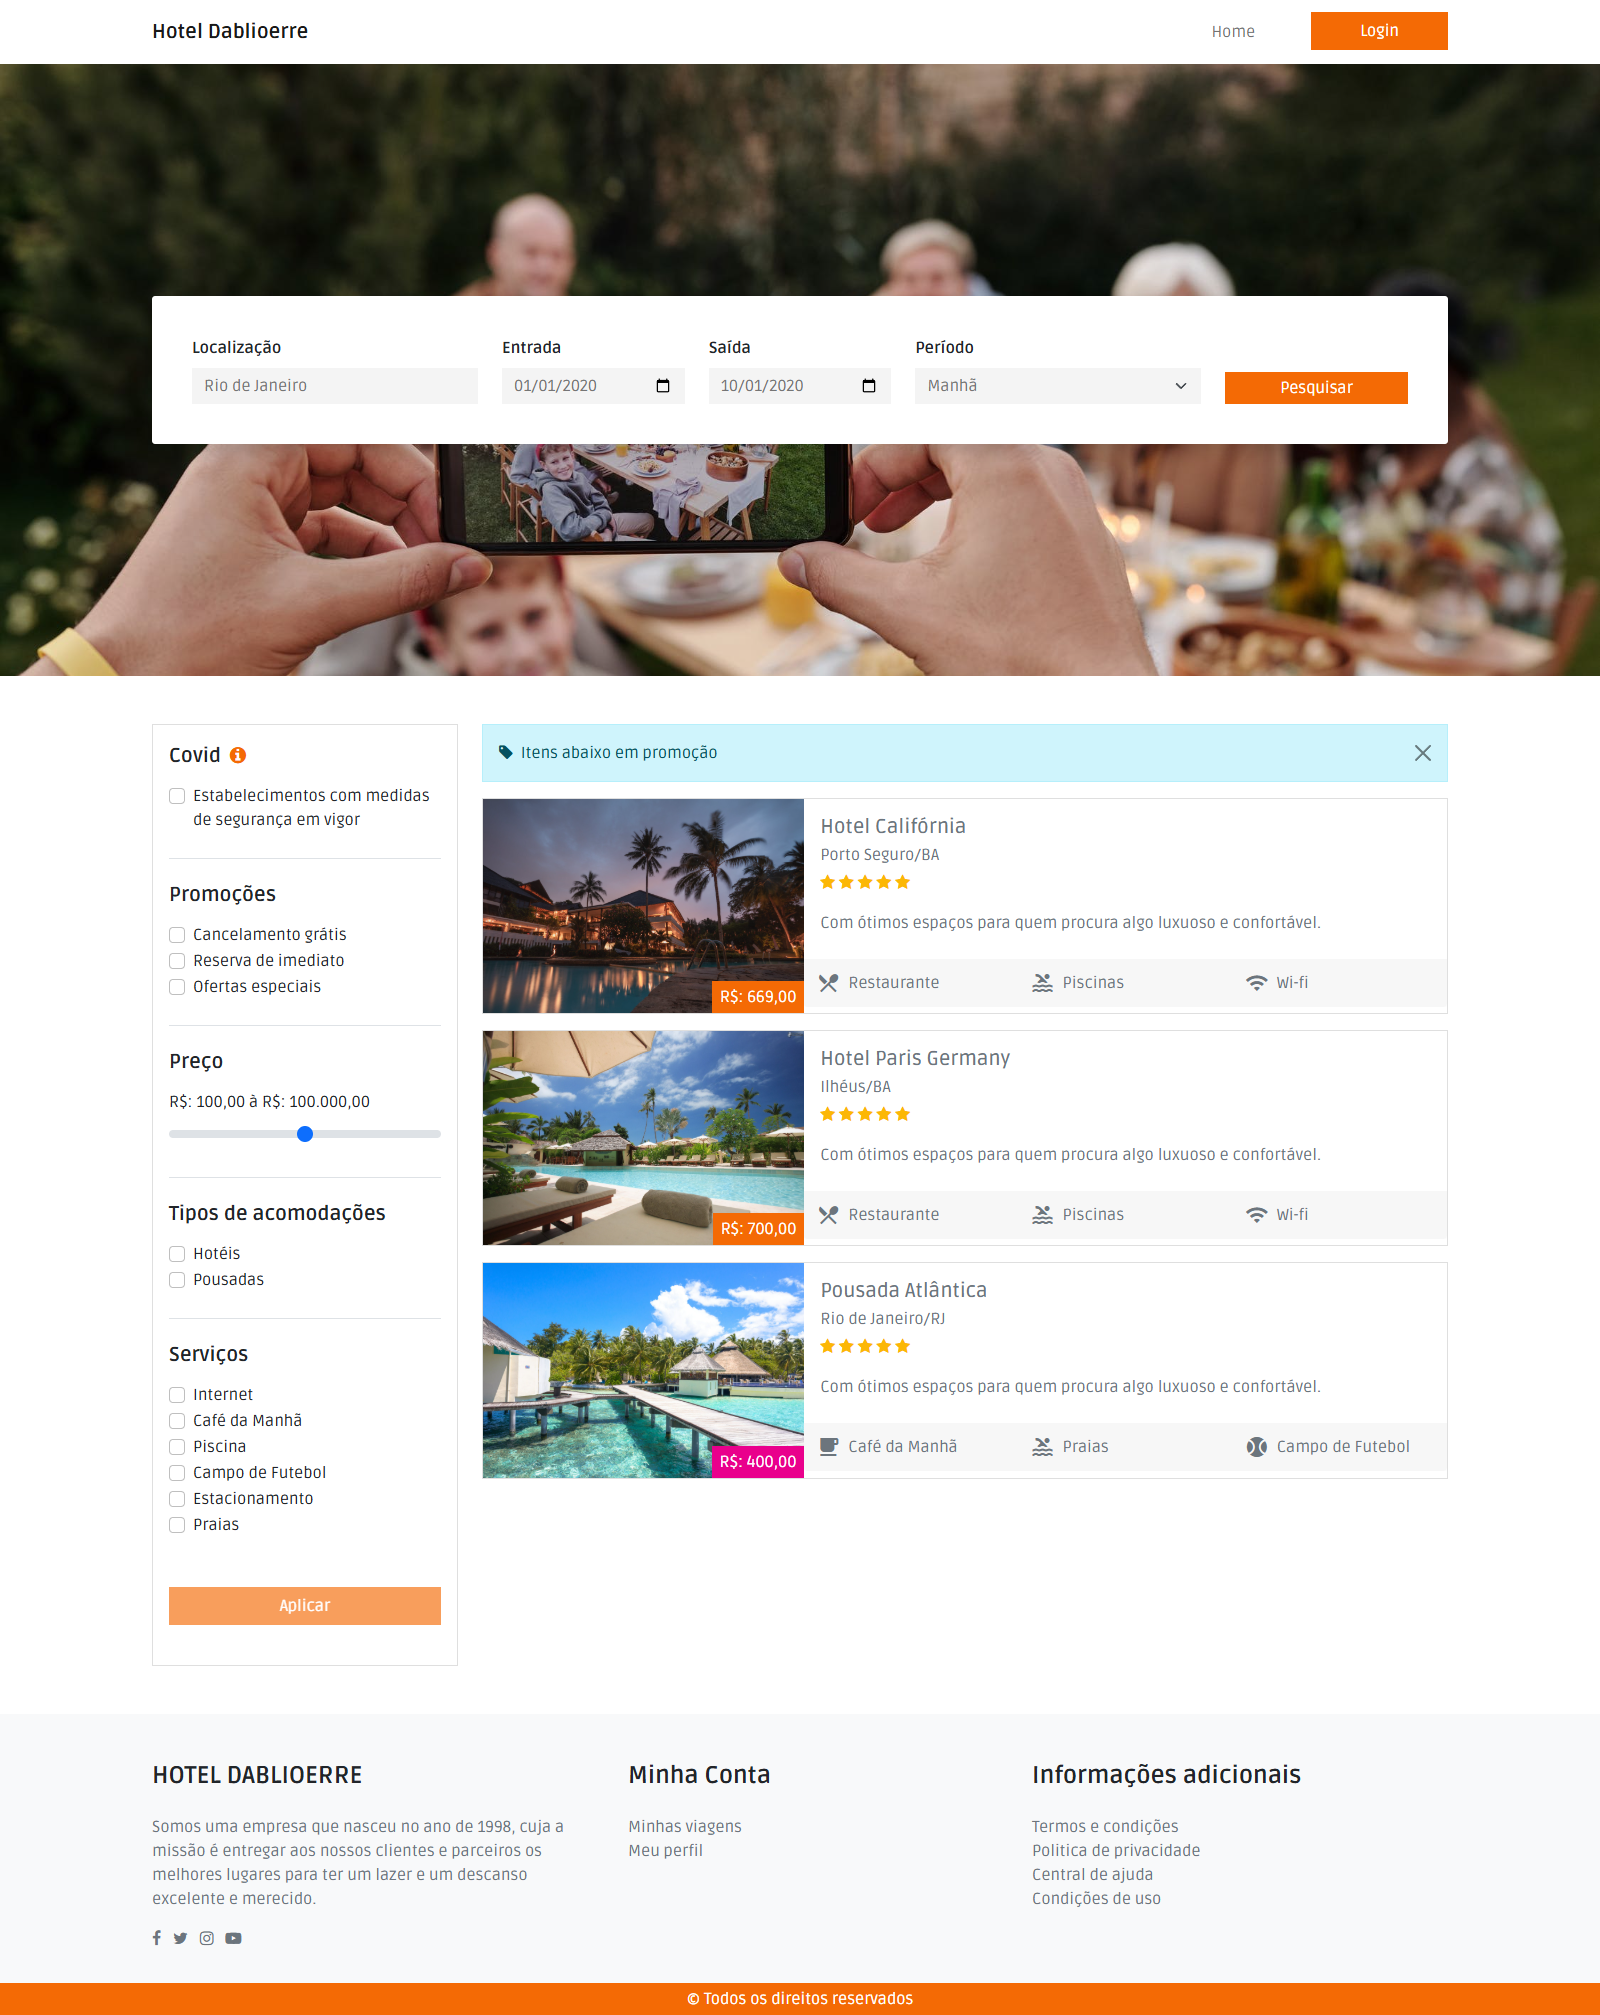 Hotel Dablioerre
Home
Login
Localização
Entrada
Saída
Período
Rio de Janeiro
01/01/2020
10/01/2020
Manhã
Pesquisar
Covid
Estabelecimentos com medidas
de segurança em vigor
Promoções
Cancelamento grátis
Reserva de imediato
Ofertas especiais
Preço
R$: 100,00 à R$: 100.000,00
Tipos de acomodações
Hotéis
Pousadas
Serviços
Internet
Café da Manhã
Piscina
Campo de Futebol
Estacionamento
Praias
Aplicar
Itens abaixo em promoção
Hotel Califórnia
Porto Seguro/BA
Com ótimos espaços para quem procura algo luxuoso e confortável.
R$: 669,00
Restaurante
Piscinas
Wi-fi
Hotel Paris Germany
Ilhéus/BA
Com ótimos espaços para quem procura algo luxuoso e confortável.
R$: 700,00
Restaurante
Piscinas
Wi-fi
Pousada Atlântica
Rio de Janeiro/RJ
Com ótimos espaços para quem procura algo luxuoso e confortável.
R$: 400,00
Café da Manhã
Praias
Campo de Futebol
HOTEL DABLIOERRE
Somos uma empresa que nasceu no ano de 1998, cuja a
missão é entregar aos nossos clientes e parceiros os
melhores lugares para ter um lazer e um descanso
excelente e merecido.
Minha Conta
Minhas viagens
Meu perfil
Informações adicionais
Termos e condições
Politica de privacidade
Central de ajuda
Condições de uso
© Todos os direitos reservados